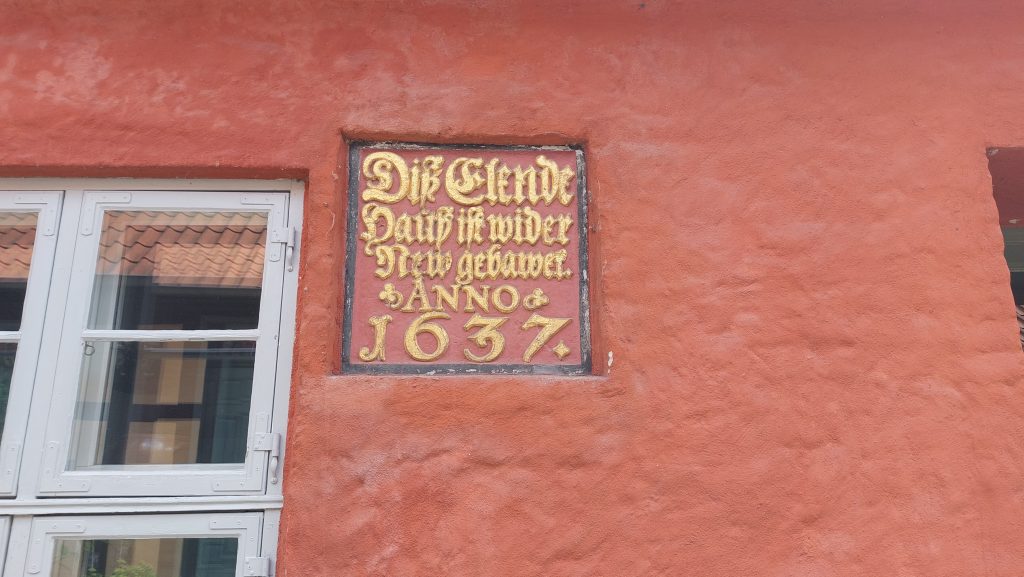 Diß Elende
Hauß ist wider
New gebawet.
ANNO
1637.